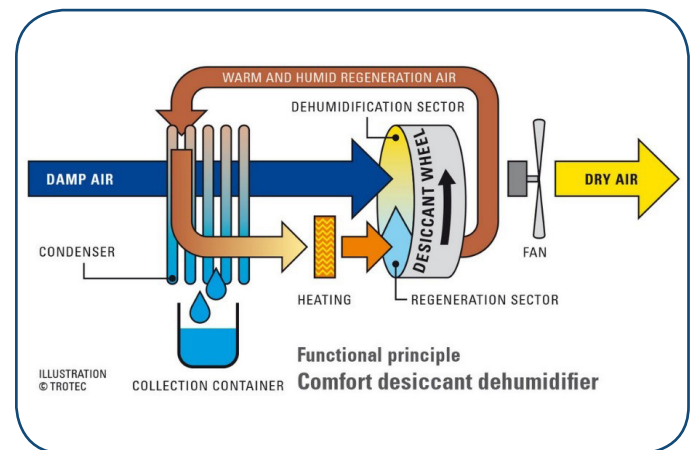 WARM AND HUMID REGENERATION AIR
DEHUMIDIFICATION SECTOR
DAMP AIR
DESICCANT WHEEL
DRY AIR
CONDENSER
FAN
HEATING
REGENERATION SECTOR
ILLUSTRATION
© TROTEC
COLLECTION CONTAINER
Functional principle
Comfort desiccant dehumidifier